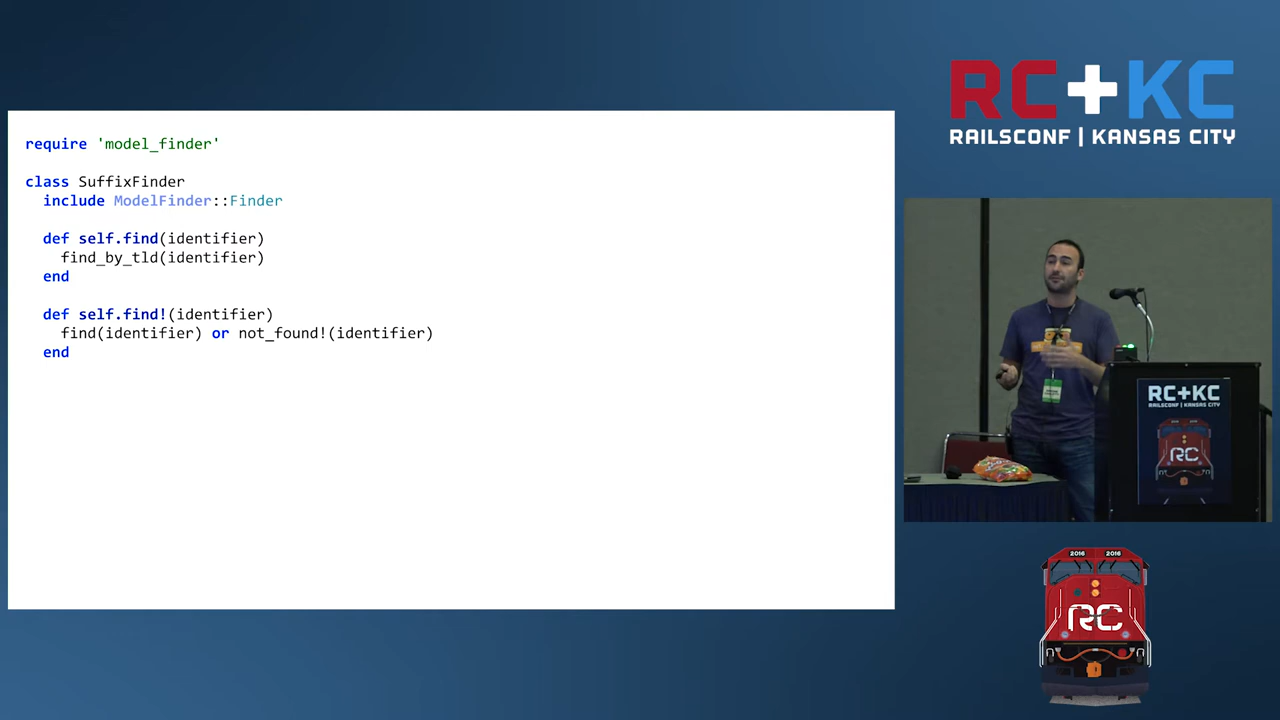 RC+KC
RAILSCONF | KANSAS CITY
require 'model_finder'
class SuffixFinder
include ModelFinder::Finder
def self.find(identifier)
find_by_tld(identifier)
end
def self.find!(identifier)
find(identifier) or not_found!(identifier)
end
RC+KC
RAILSCONF | KANSAS CITY
RC
2016 2016
RC